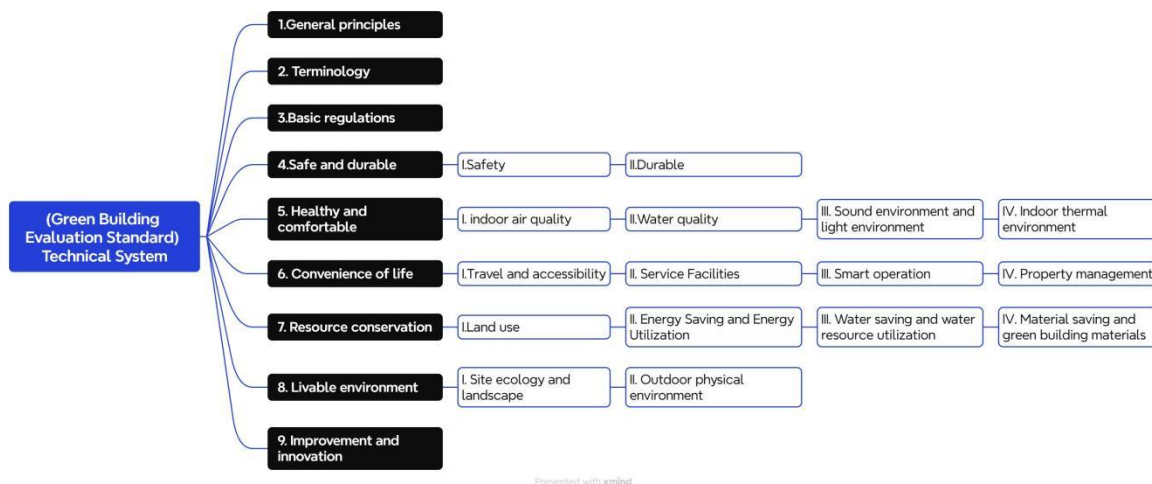 1.General principles
2. Terminology
3.Basic regulations
4.Safe and durable
I.Safety
II.Durable
(Green Building
Evaluation Standard)
Technical System
5. Healthy and
comfortable
I. indoor air quality
II.Water quality
III. Sound environment and
light environment
IV. Indoor thermal
environment
6. Convenience of life
I.Travel and accessibility
II. Service Facilities
III. Smart operation
IV. Property management
7. Resource conservation
I.Land use
II. Energy Saving and Energy
Utilization
III. Water saving and water
resource utilization
IV. Material saving and
green building materials
8. Livable environment
I. Site ecology and
landscape
II. Outdoor physical
environment
9. Improvement and
innovation
Presented with xmind